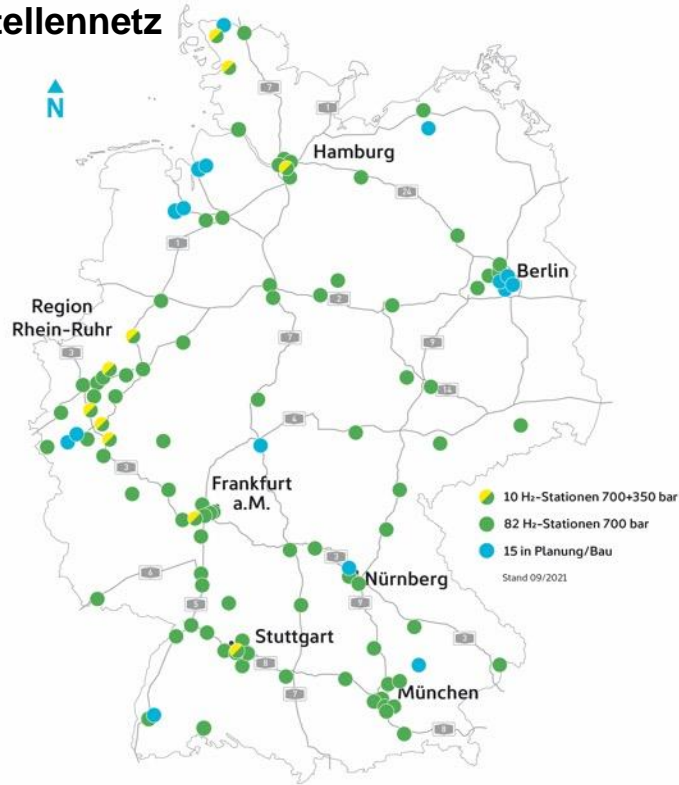 tellennetz
N
7
1
Hamburg
24
1
Berlin
2
Region
Rhein-Ruhr
3
7
9
14
4
3
Frankfurt
a.M.
10 H₂-Stationen 700+350 bar
82 H₂-Stationen 700 bar
15 in Planung/Bau
Stand 09/2021
3
6
Nürnberg
5
9
Stuttgart
3
8
7
München
8